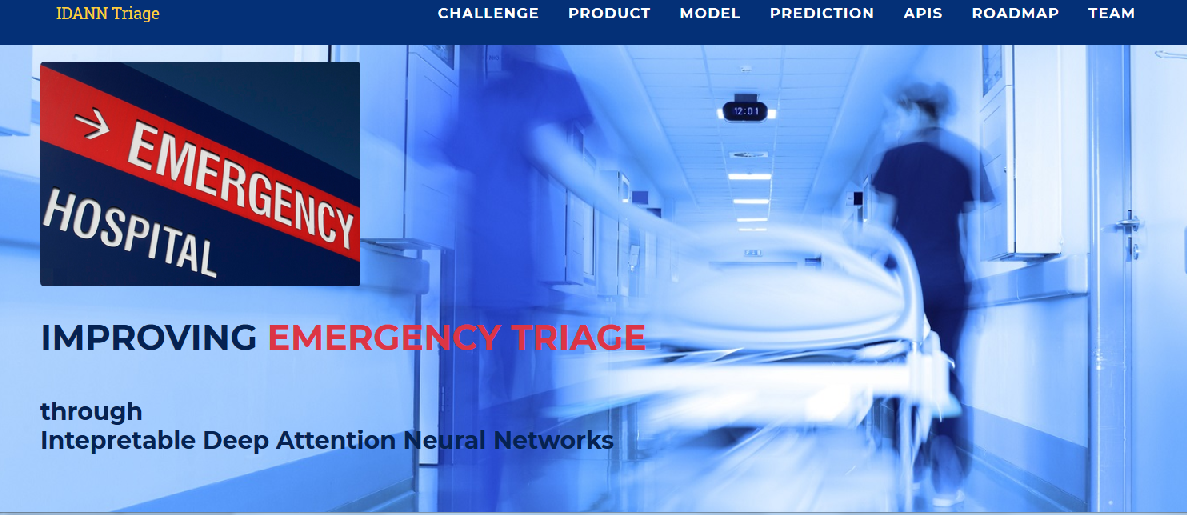 IDANN Triage
CHALLENGE PRODUCT MODEL PREDICTION APIS ROADMAP TEAM
12:01
→ EMERGENCY
HOSPITAL
IMPROVING EMERGENCY TRIAGE
through
Intepretable Deep Attention Neural Networks